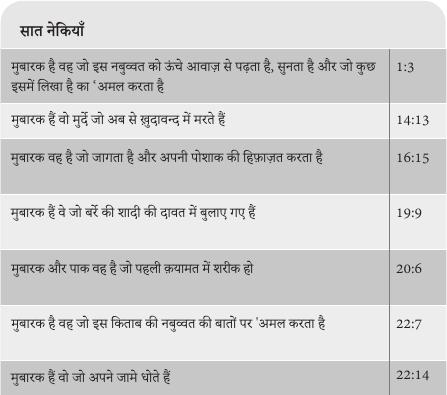 सात नेकियाँ
मुबारक है वह जो इस नबुव्वत को ऊंचे आवाज़ से पढ़ता है, सुनता है और जो कुछ 1:3
इसमें लिखा है का ‘अमल करता है
मुबारक हैं वो मुर्दे जो अब से ख़ुदावन्द में मरते हैं 14:13
मुबारक वह है जो जागता है और अपनी पोशाक की हिफ़ाज़त करता है 16:15
मुबारक हैं वे जो बर्रे की शादी की दावत में बुलाए गए हैं 19:9
मुबारक और पाक वह है जो पहली क़यामत में शरीक हो 20:6
मुबारक है वह जो इस किताब की नबुव्वत की बातों पर 'अमल करता है 22:7
मुबारक हैं वो जो अपने जामे धोते हैं 22:14